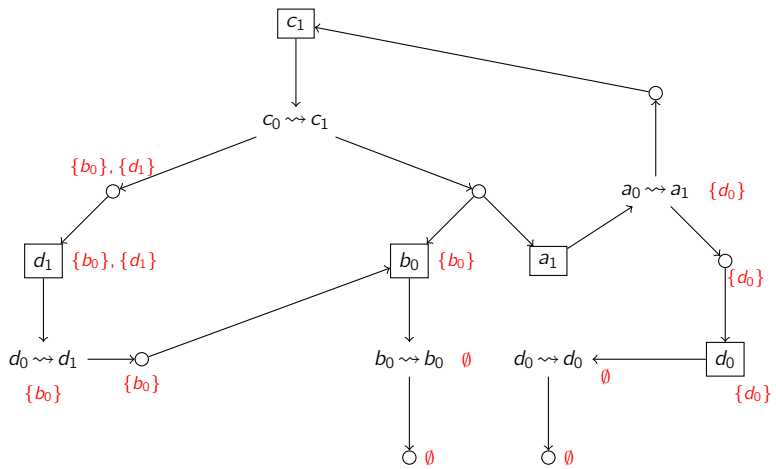 c₁
c₀ ⇝ c₁
{b₀}, {d₁}
a₀ ⇝ a₁ {d₀}
d₁ {b₀}, {d₁}
b₀ {b₀}
a₁
{d₀}
d₀ ⇝ d₁
{b₀}
{b₀}
b₀ ⇝ b₀ ∅
d₀ ⇝ d₀
∅
d₀
{d₀}
∅
∅